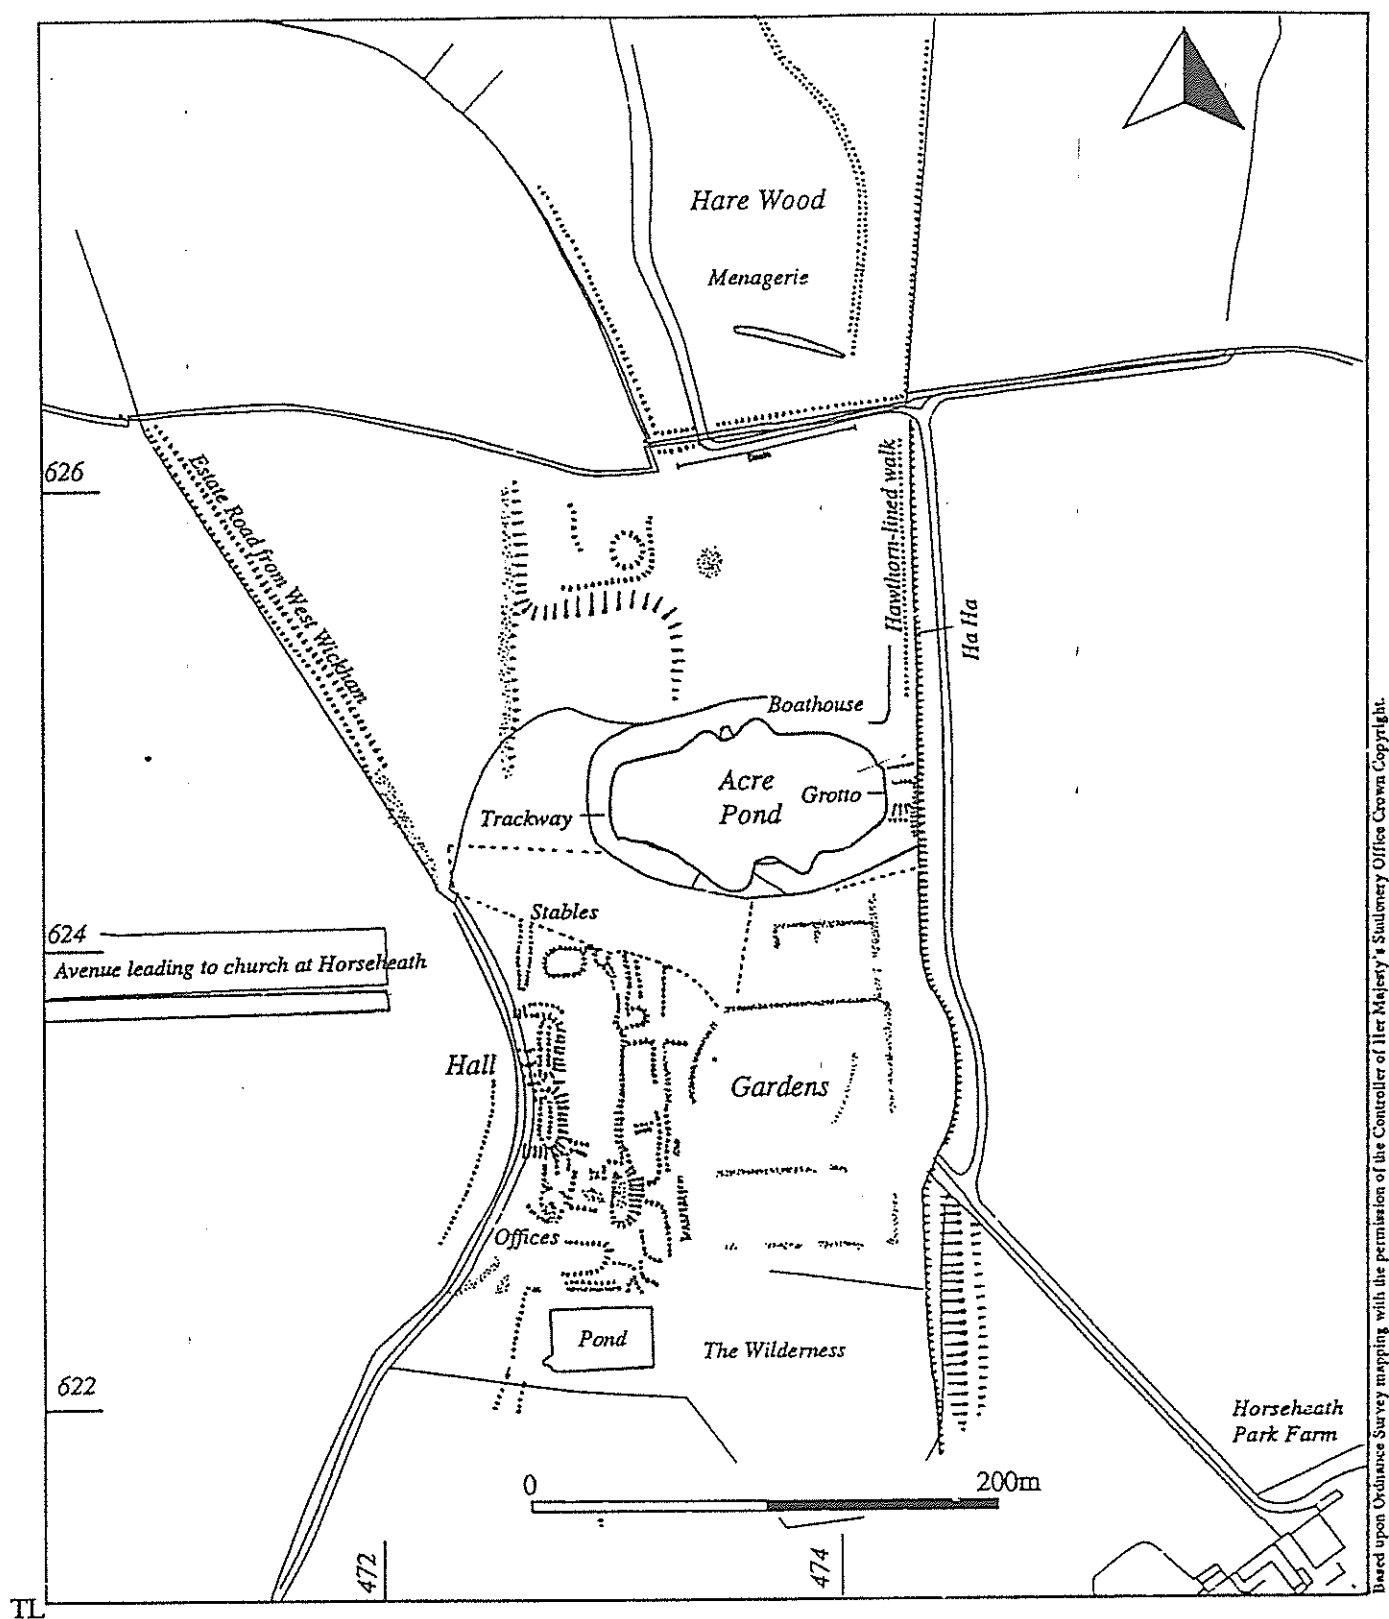 Hare Wood
Menagerie
626
Estate Road from West Wickham
Hawthorn-lined walk
Ha Ha
Boathouse
Acre
Pond
Grotto
Trackway
Stables
624
Avenue leading to church at Horseheath
Hall
Gardens
Offices
Pond
The Wilderness
622
Horseheath
Park Farm
0 200m
472
474
TL
Based upon Ordnance Survey mapping with the permission of the Controller of Her Majesty's Stationery Office Crown Copyright.